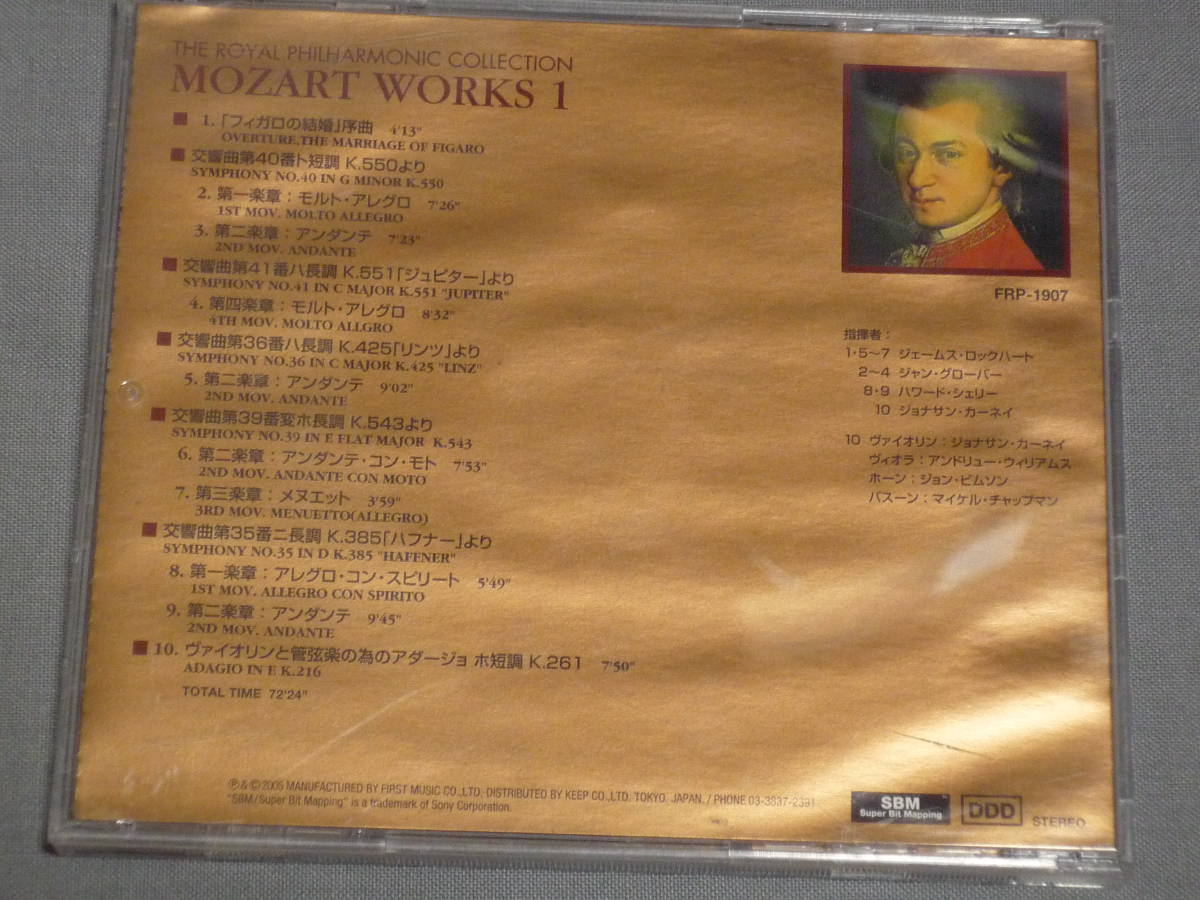 THE ROYAL PHILHARMONIC COLLECTION
MOZART WORKS 1
1. 「フィガロの結婚」序曲 4'13"
OVERTURE,THE MARRIAGE OF FIGARO
交響曲第40番ト短調 K.550より
SYMPHONY NO.40 IN G MINOR K.550
2. 第一楽章：モルト・アレグロ 7'26"
1ST MOV. MOLTO ALLEGRO
3. 第二楽章：アンダンテ 7'23"
2ND MOV. ANDANTE
交響曲第41番ハ長調 K.551「ジュピター」より
SYMPHONY NO.41 IN C MAJOR K.551 "JUPITER"
4. 第四楽章：モルト・アレグロ 8'32"
4TH MOV. MOLTO ALLGRO
交響曲第36番ハ長調 K.425「リンツ」より
SYMPHONY NO.36 IN C MAJOR K.425 "LINZ"
5. 第二楽章：アンダンテ 9'02"
2ND MOV. ANDANTE
交響曲第39番変ホ長調 K.543より
SYMPHONY NO.39 IN E FLAT MAJOR K.543
6. 第二楽章：アンダンテ・コン・モト 7'53"
2ND MOV. ANDANTE CON MOTO
7. 第三楽章：メヌエット 3'59"
3RD MOV. MENUETTO(ALLEGRO)
交響曲第35番ニ長調 K.385「ハフナー」より
SYMPHONY NO.35 IN D K.385 "HAFFNER"
8. 第一楽章：アレグロ・コン・スピリート 5'49"
1ST MOV. ALLEGRO CON SPIRITO
9. 第二楽章：アンダンテ 9'45"
2ND MOV. ANDANTE
10. ヴァイオリンと管弦楽の為のアダージョ ホ短調 K.261 7'50"
ADAGIO IN E K.216
TOTAL TIME 72'24"
FRP-1907
指揮者：
1・5〜7 ジェームス・ロックハート
2〜4 ジャン・グローバー
8・9 ハワード・シェリー
10 ジョナサン・カーネイ
10 ヴァイオリン：ジョナサン・カーネイ
ヴィオラ：アンドリュー・ウィリアムス
ホーン：ジョン・ピムソン
バスーン：マイケル・チャップマン
℗&©2005 MANUFACTURED BY FIRST MUSIC CO.,LTD. DISTRIBUTED BY KEEP CO.,LTD. TOKYO. JAPAN. / PHONE 03-3837-2391
"SBM/Super Bit Mapping" is a trademark of Sony Corporation.
SBM
Super Bit Mapping
DDD
STEREO